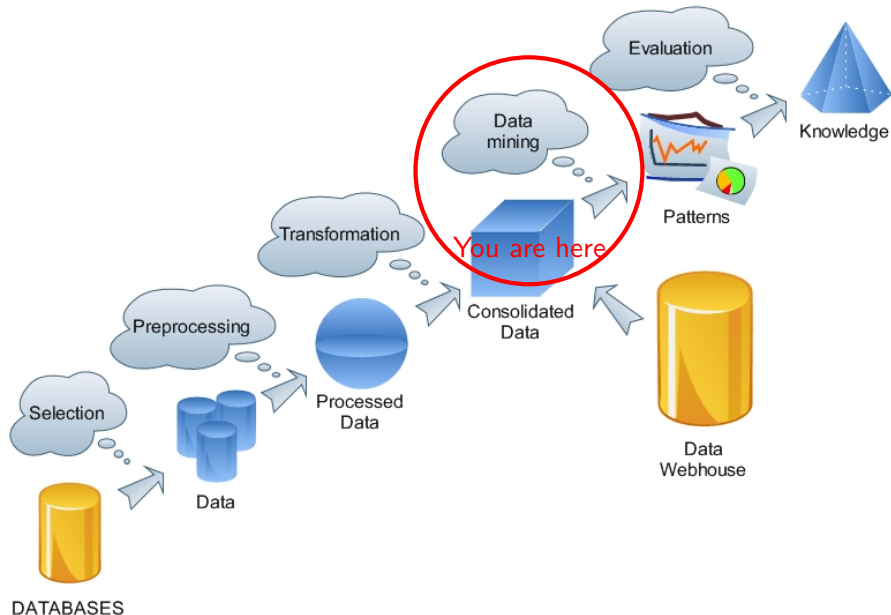 Evaluation
Knowledge
Data
mining
Patterns
Transformation
You are here
Consolidated
Data
Preprocessing
Processed
Data
Selection
Data
Data
Webhouse
DATABASES